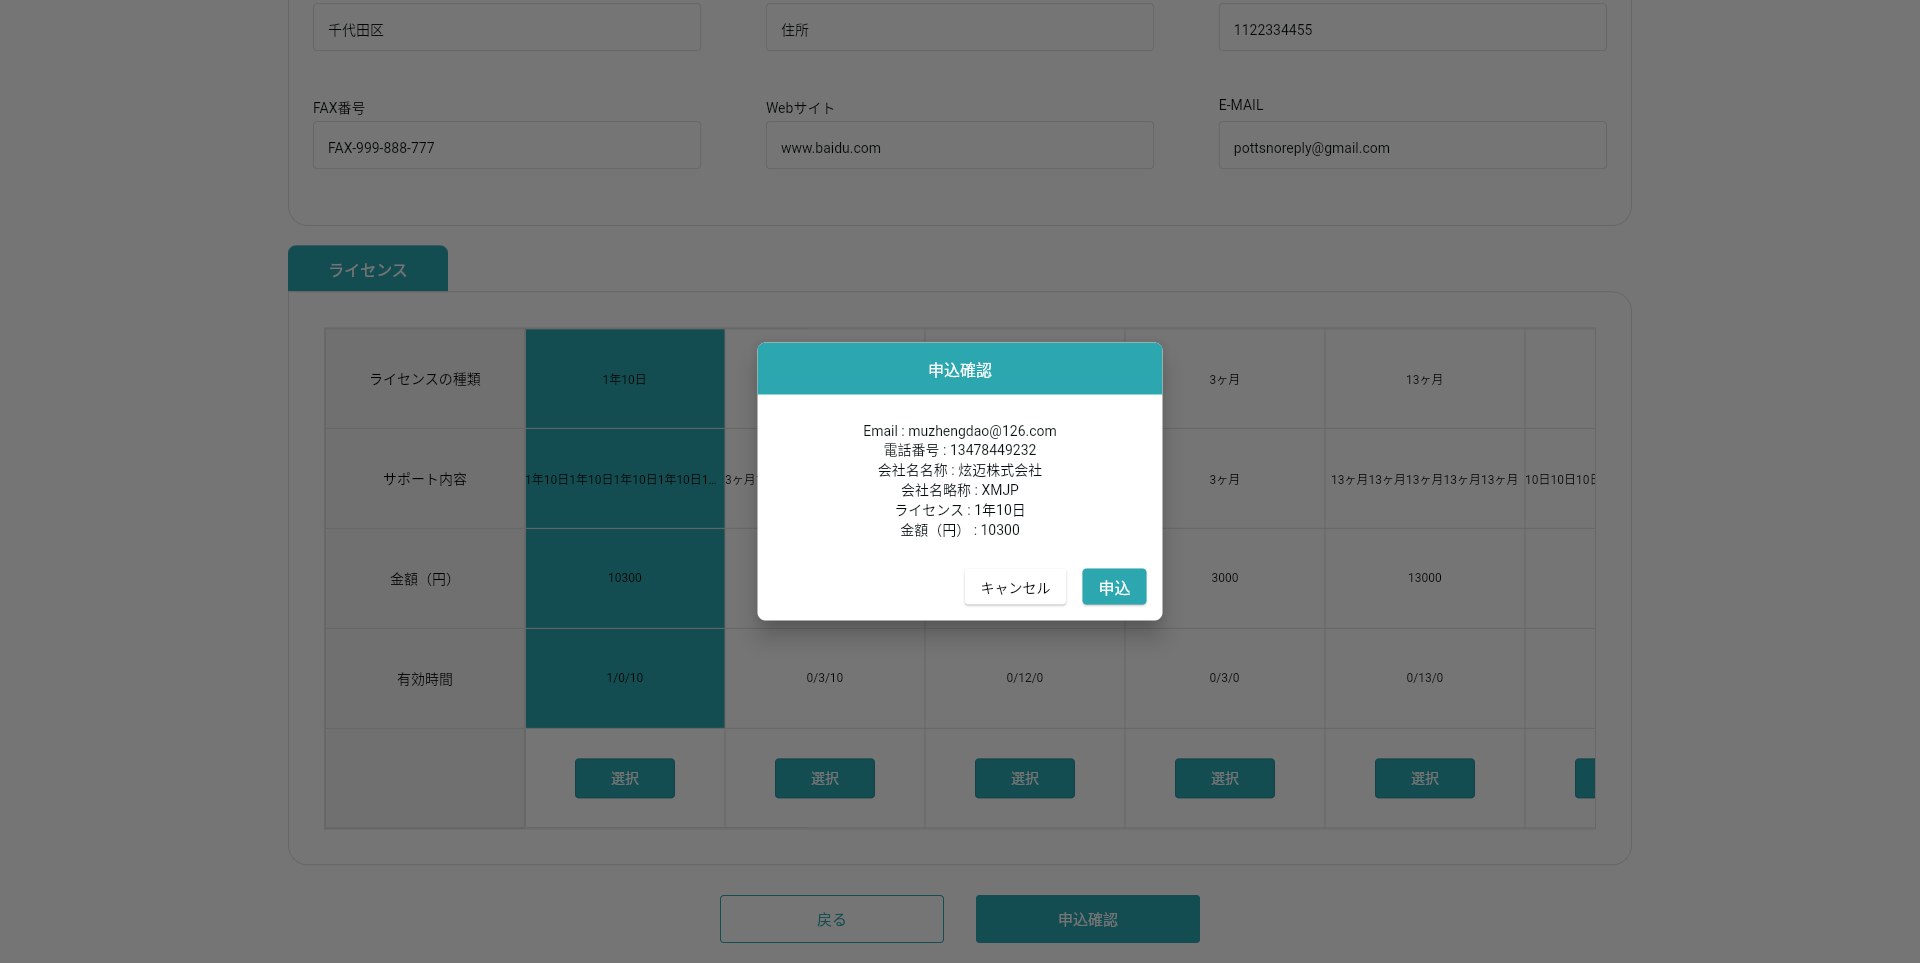 千代田区 住所 1122334455
FAX番号 Webサイト E-MAIL
FAX-999-888-777 www.baidu.com pottsnoreply@gmail.com
ライセンス
ライセンスの種類 1年10日 3ヶ月 13ヶ月
サポート内容 1年10日1年10日1年10日1年10日1... 3ヶ月 3ヶ月 13ヶ月13ヶ月13ヶ月13ヶ月13ヶ月 10日10日10日
金額（円） 10300 3000 13000
有効時間 1/0/10 0/3/10 0/12/0 0/3/0 0/13/0
選択 選択 選択 選択 選択
申込確認
Email : muzhengdao@126.com
電話番号 : 13478449232
会社名名称 : 炫迈株式会社
会社名略称 : XMJP
ライセンス : 1年10日
金額（円） : 10300
キャンセル 申込
戻る 申込確認